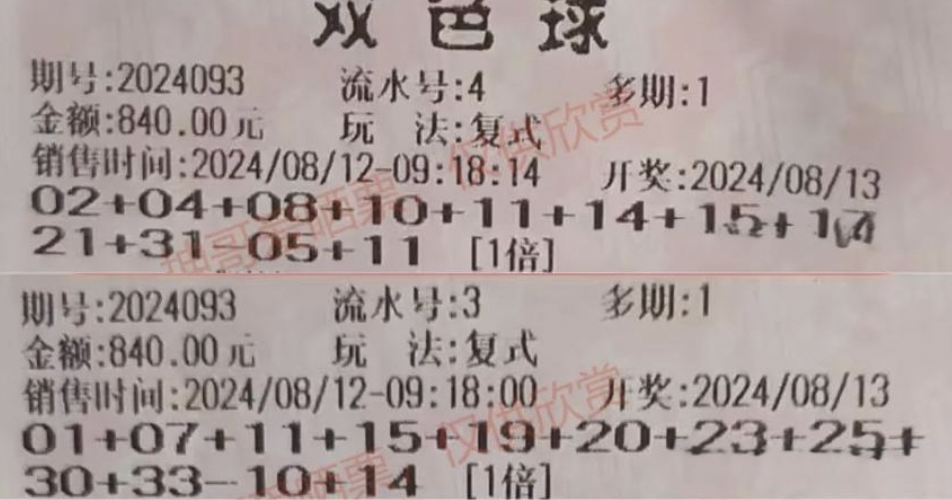 双色球
期号:2024093 流水号:4 多期:1
金额:840.00元 玩 法:复式
销售时间:2024/08/12-09:18:14 开奖:2024/08/13
02+04+08+10+11+14+15+
21+31-05+11 [1倍]
期号:2024093 流水号:3 多期:1
金额:840.00元 玩 法:复式
销售时间:2024/08/12-09:18:00 开奖:2024/08/13
01+07+11+15+19+20+23+25+
30+33-10+14 [1倍]
仅供欣赏
仅供欣赏